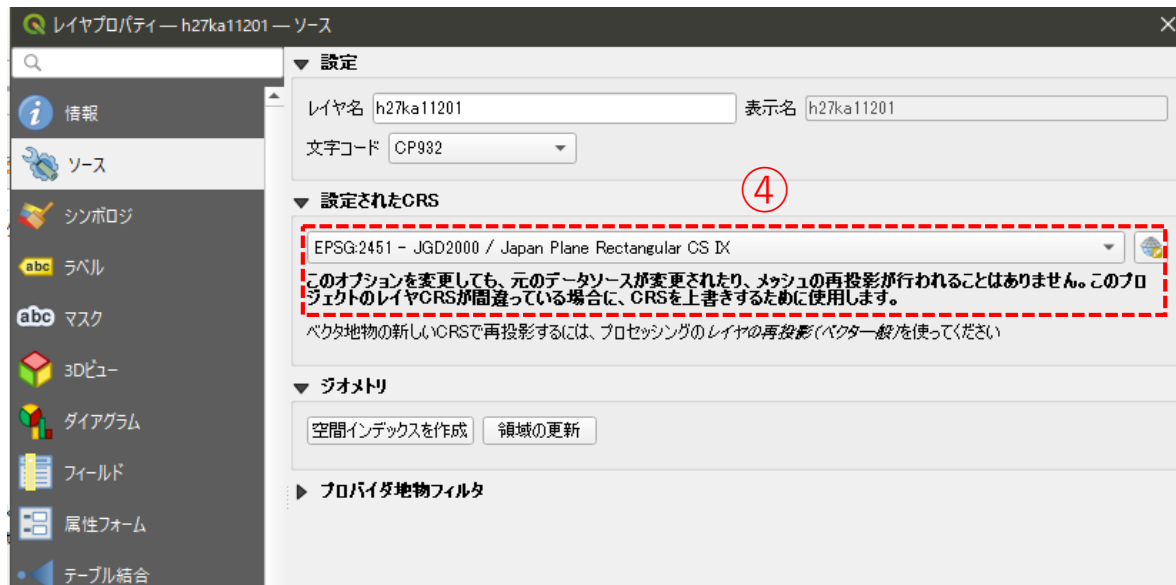 レイヤプロパティ — h27ka11201 — ソース
情報
ソース
シンボロジ
abc ラベル
abc マスク
3Dビュー
ダイアグラム
フィールド
属性フォーム
テーブル結合
設定
レイヤ名 h27ka11201 表示名 h27ka11201
文字コード CP932
④
設定されたCRS
EPSG:2451 - JGD2000 / Japan Plane Rectangular CS IX
このオプションを変更しても、元のデータソースが変更されたり、メッシュの再投影が行われることはありません。このプロ
ジェクトのレイヤCRSが間違っている場合に、CRSを上書きするために使用します。
ベクタ地物の新しいCRSで再投影するには、プロセッシングのレイヤの再投影(ベクター一般)を使ってください
ジオメトリ
空間インデックスを作成 領域の更新
プロバイダ地物フィルタ